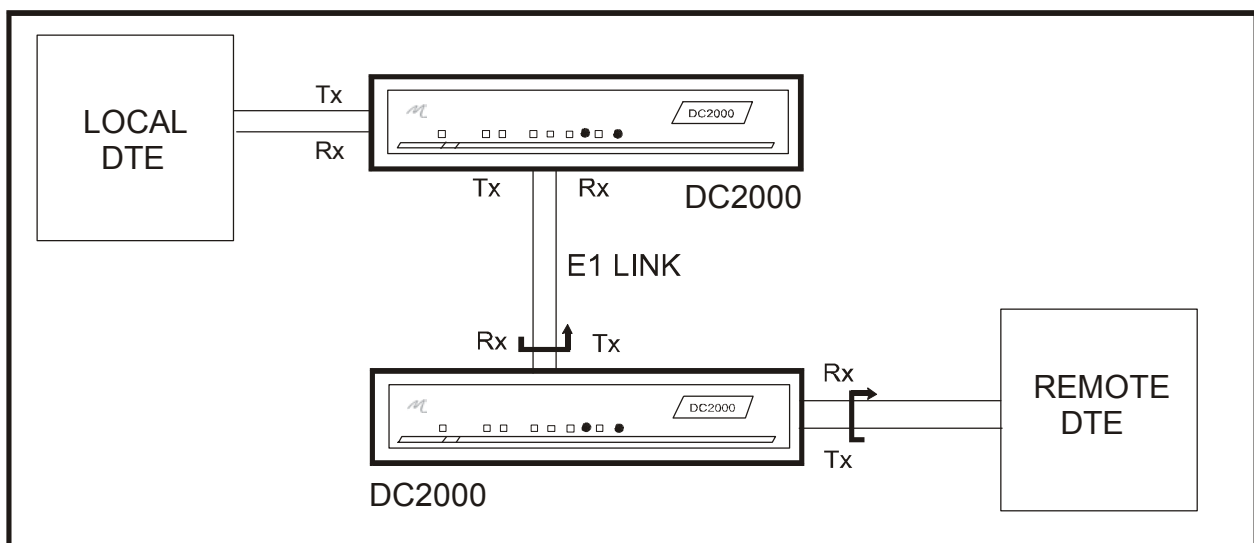 LOCAL
DTE
Tx
Rx
DC2000
Tx
Rx
DC2000
E1 LINK
Rx
Tx
DC2000
DC2000
Rx
Tx
REMOTE
DTE